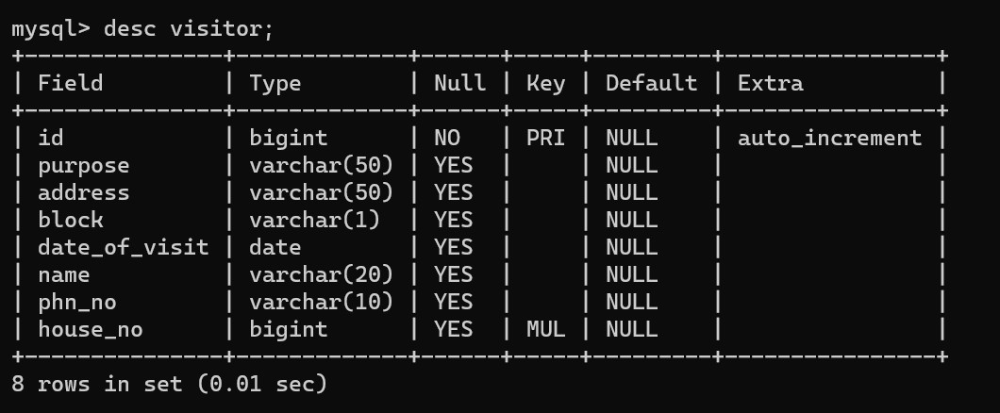 mysql> desc visitor;
+---------------+-------------+------+-----+---------+----------------+
| Field         | Type        | Null | Key | Default | Extra          |
+---------------+-------------+------+-----+---------+----------------+
| id            | bigint      | NO   | PRI | NULL    | auto_increment |
| purpose       | varchar(50) | YES  |     | NULL    |                |
| address       | varchar(50) | YES  |     | NULL    |                |
| block         | varchar(1)  | YES  |     | NULL    |                |
| date_of_visit | date        | YES  |     | NULL    |                |
| name          | varchar(20) | YES  |     | NULL    |                |
| phn_no        | varchar(10) | YES  |     | NULL    |                |
| house_no      | bigint      | YES  | MUL | NULL    |                |
+---------------+-------------+------+-----+---------+----------------+
8 rows in set (0.01 sec)